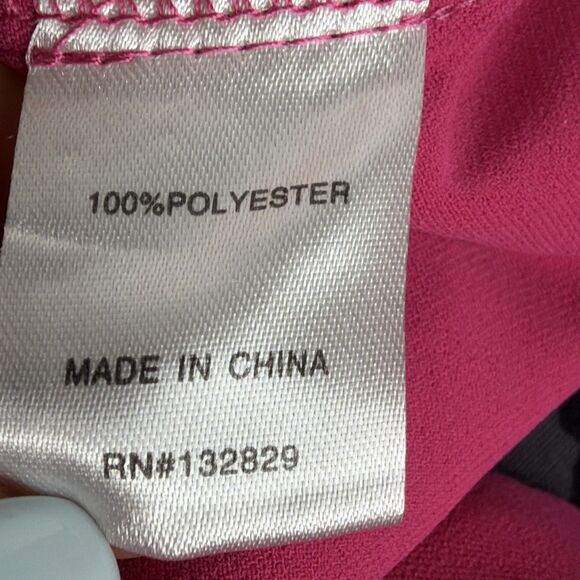 100%POLYESTER
MADE IN CHINA
RN#132829